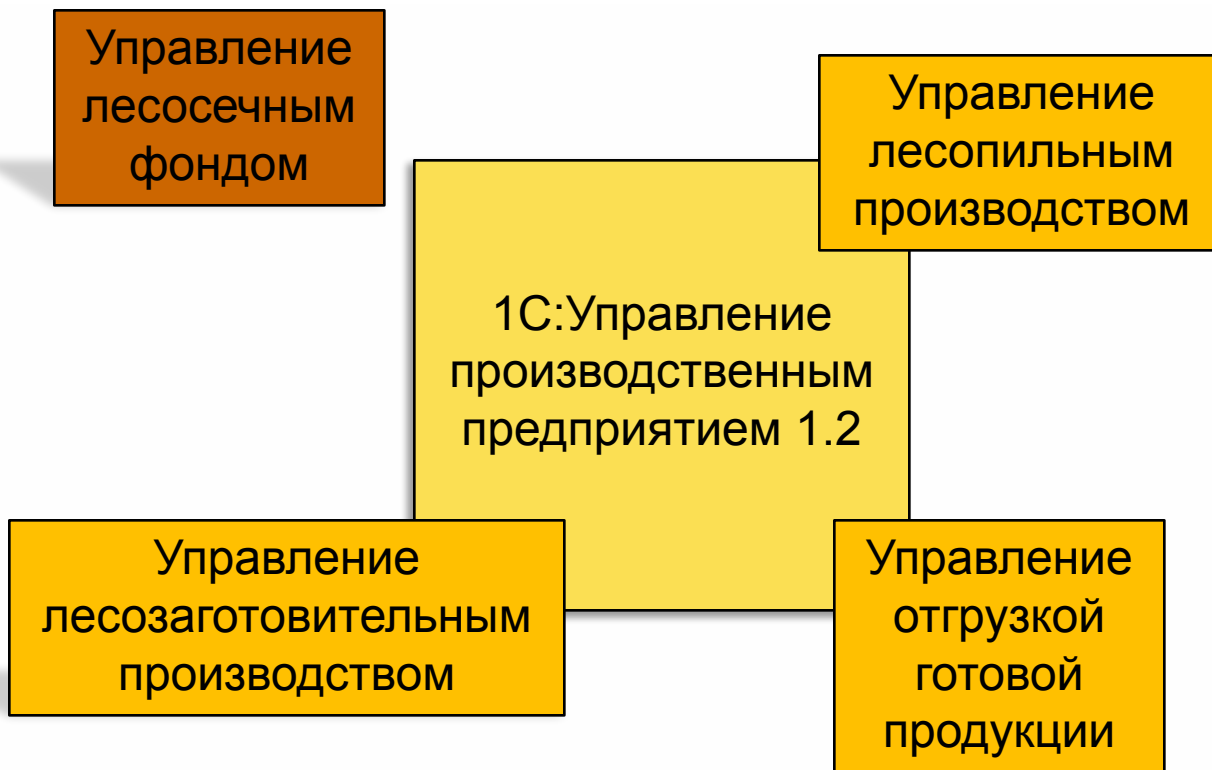 Управление
лесосечным
фондом
Управление
лесопильным
производством
1С:Управление
производственным
предприятием 1.2
Управление
лесозаготовительным
производством
Управление
отгрузкой
готовой
продукции